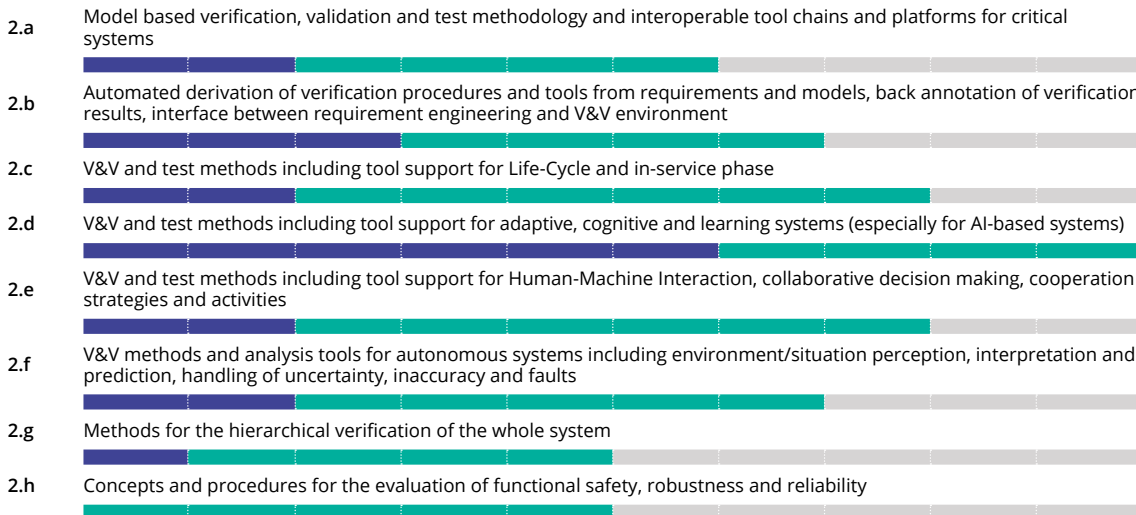 2.a
Model based verification, validation and test methodology and interoperable tool chains and platforms for critical
systems
2.b
Automated derivation of verification procedures and tools from requirements and models, back annotation of verification
results, interface between requirement engineering and V&V environment
2.c
V&V and test methods including tool support for Life-Cycle and in-service phase
2.d
V&V and test methods including tool support for adaptive, cognitive and learning systems (especially for AI-based systems)
2.e
V&V and test methods including tool support for Human-Machine Interaction, collaborative decision making, cooperation
strategies and activities
2.f
V&V methods and analysis tools for autonomous systems including environment/situation perception, interpretation and
prediction, handling of uncertainty, inaccuracy and faults
2.g
Methods for the hierarchical verification of the whole system
2.h
Concepts and procedures for the evaluation of functional safety, robustness and reliability